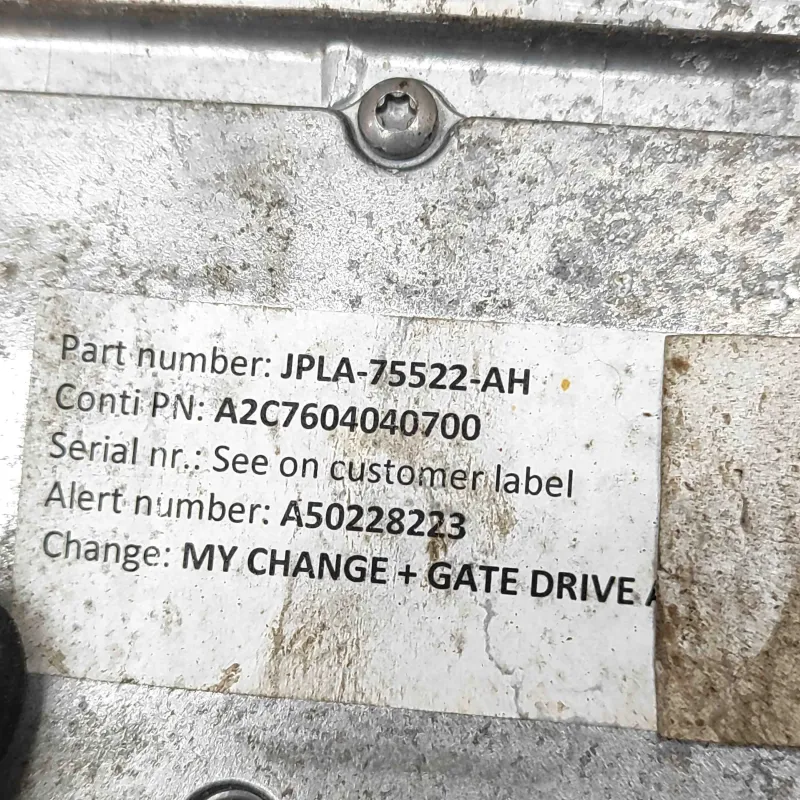 Part number: JPLA-75522-AH
Conti PN: A2C7604040700
Serial nr.: See on customer label
Alert number: A50228223
Change: MY CHANGE + GATE DRIVE